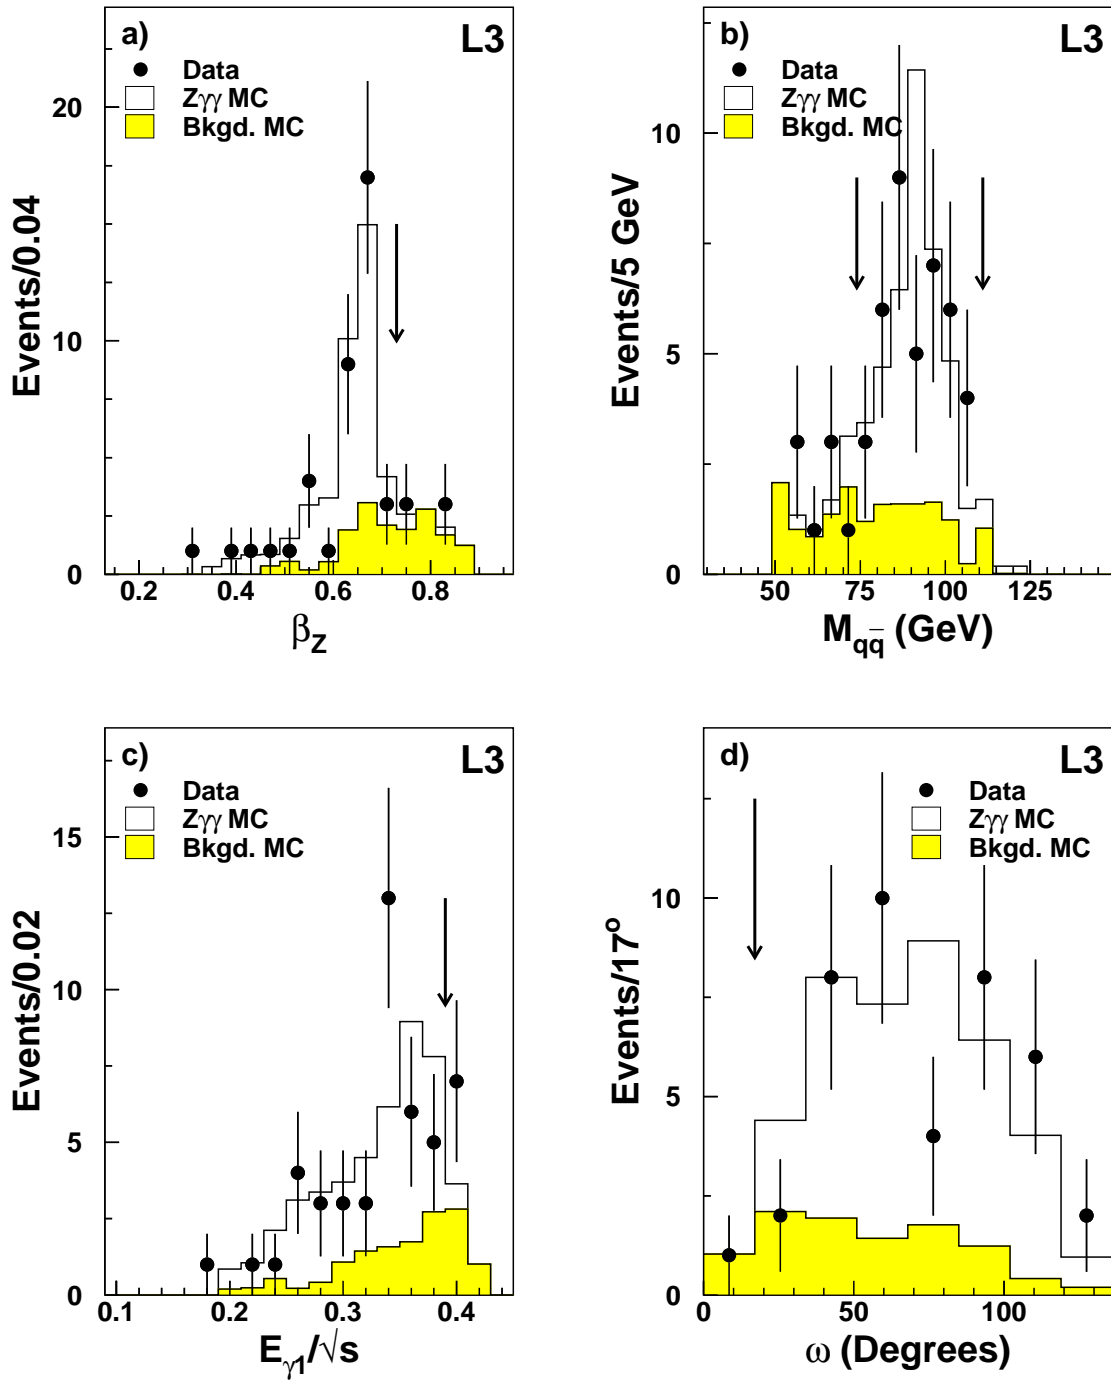 a)
L3
Data
Zγγ MC
Bkgd. MC
Events/0.04
20
10
0
0.2
0.4
0.6
0.8
β_Z
b)
L3
Data
Zγγ MC
Bkgd. MC
Events/5 GeV
10
5
0
50
75
100
125
M_qq̅ (GeV)
c)
L3
Data
Zγγ MC
Bkgd. MC
Events/0.02
15
10
5
0
0.1
0.2
0.3
0.4
E_γ1/√s
d)
L3
Data
Zγγ MC
Bkgd. MC
Events/17°
10
5
0
0
50
100
ω (Degrees)